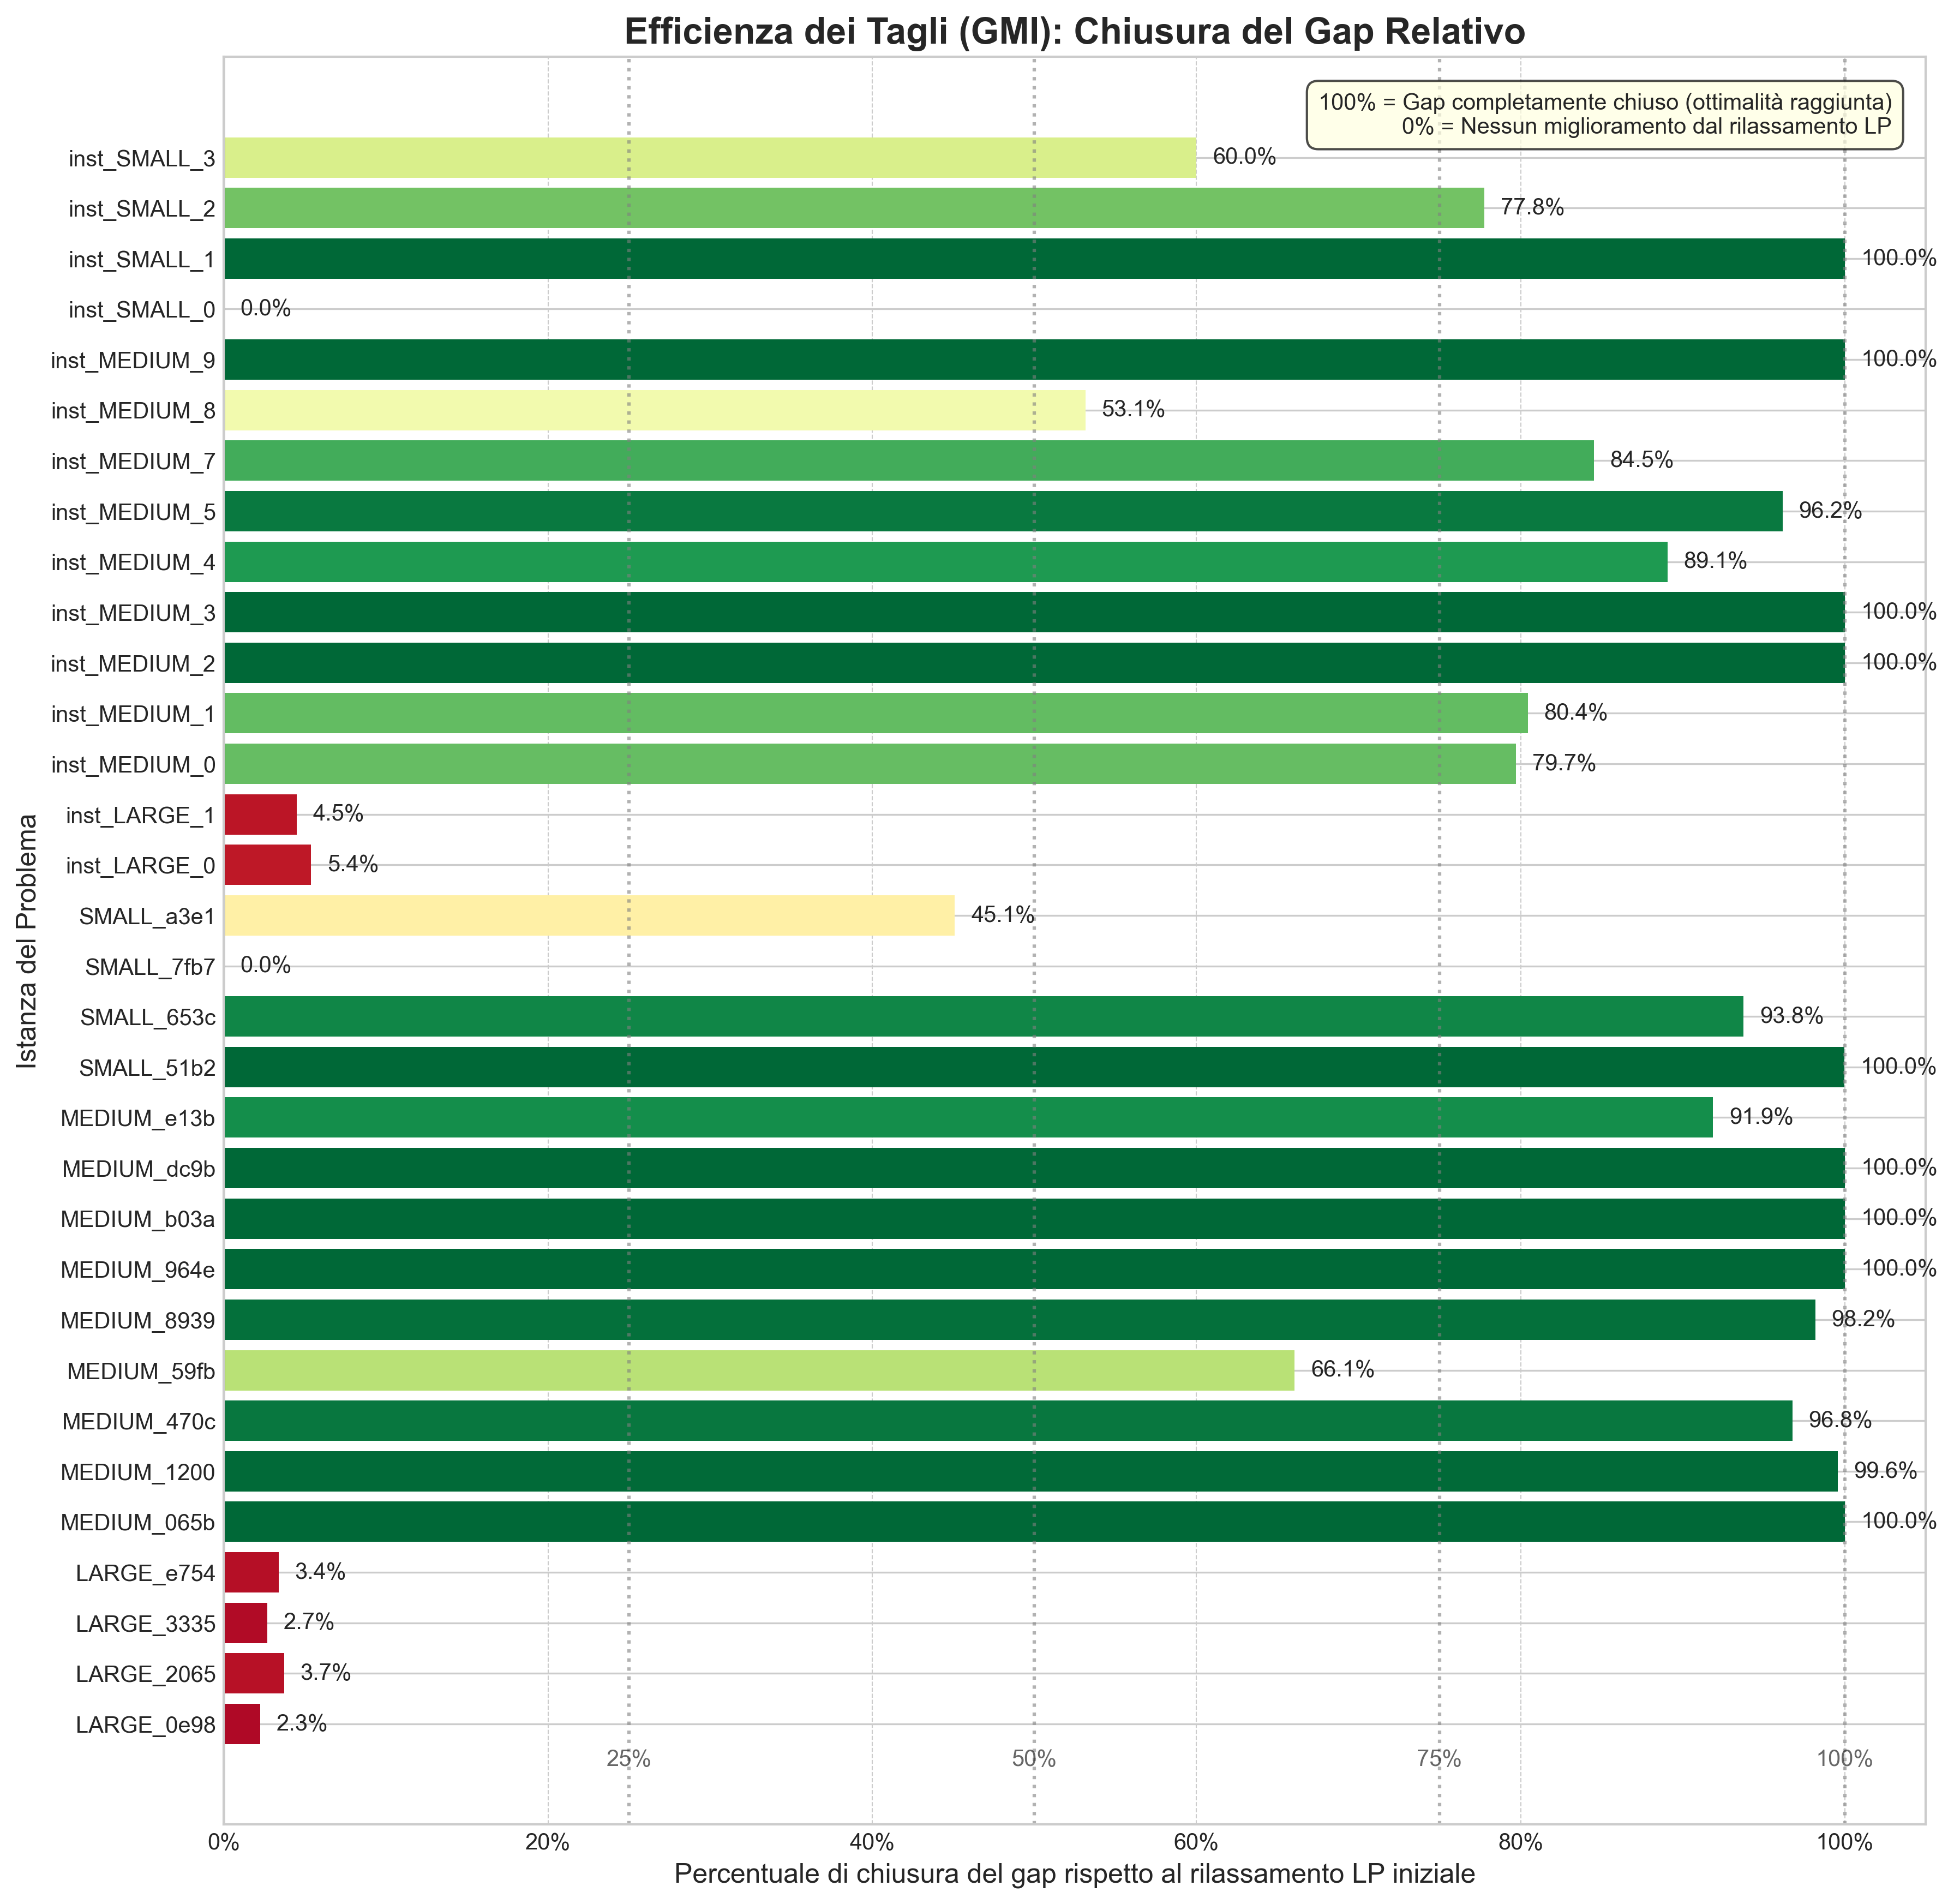 Efficienza dei Tagli (GMI): Chiusura del Gap Relativo
100% = Gap completamente chiuso (ottimalità raggiunta)
0% = Nessun miglioramento dal rilassamento LP
Istanza del Problema
inst_SMALL_3 60.0%
inst_SMALL_2 77.8%
inst_SMALL_1 100.0%
inst_SMALL_0 0.0%
inst_MEDIUM_9 100.0%
inst_MEDIUM_8 53.1%
inst_MEDIUM_7 84.5%
inst_MEDIUM_5 96.2%
inst_MEDIUM_4 89.1%
inst_MEDIUM_3 100.0%
inst_MEDIUM_2 100.0%
inst_MEDIUM_1 80.4%
inst_MEDIUM_0 79.7%
inst_LARGE_1 4.5%
inst_LARGE_0 5.4%
SMALL_a3e1 45.1%
SMALL_7fb7 0.0%
SMALL_653c 93.8%
SMALL_51b2 100.0%
MEDIUM_e13b 91.9%
MEDIUM_dc9b 100.0%
MEDIUM_b03a 100.0%
MEDIUM_964e 100.0%
MEDIUM_8939 98.2%
MEDIUM_59fb 66.1%
MEDIUM_470c 96.8%
MEDIUM_1200 99.6%
MEDIUM_065b 100.0%
LARGE_e754 3.4%
LARGE_3335 2.7%
LARGE_2065 3.7%
LARGE_0e98 2.3%
25% 50% 75% 100%
0% 20% 40% 60% 80% 100%
Percentuale di chiusura del gap rispetto al rilassamento LP iniziale